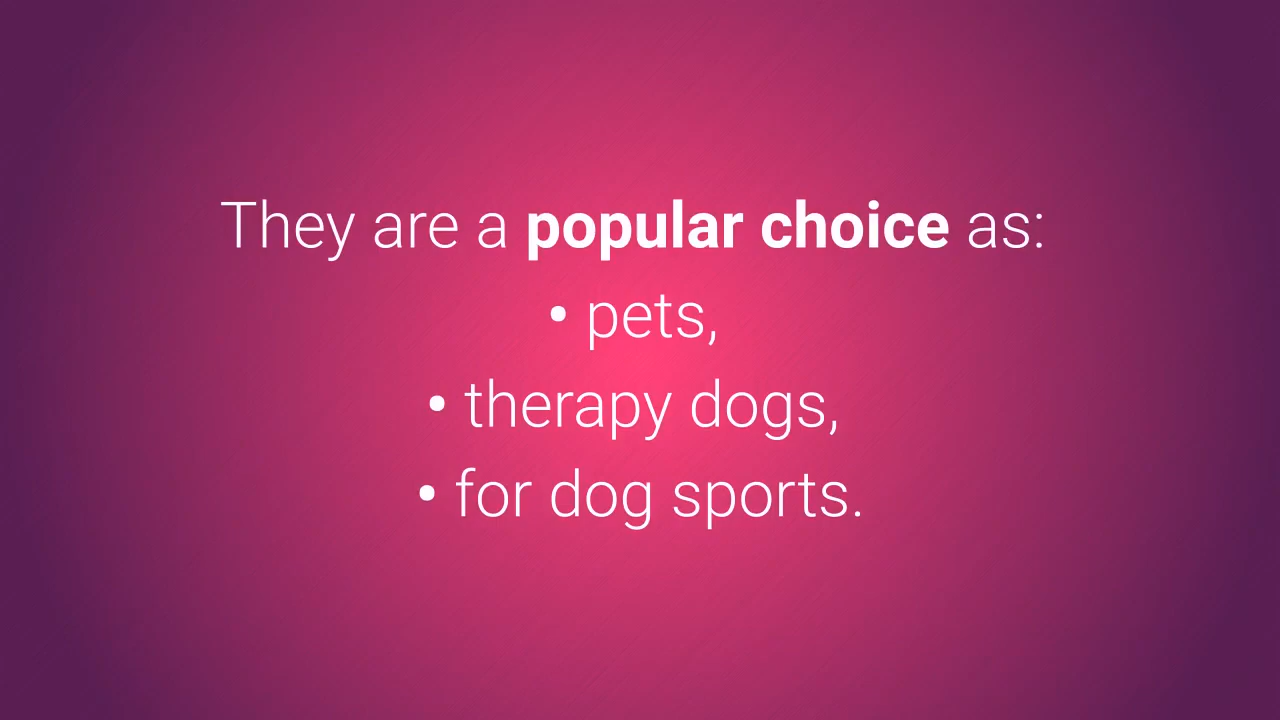 They are a popular choice as:
• pets,
• therapy dogs,
• for dog sports.